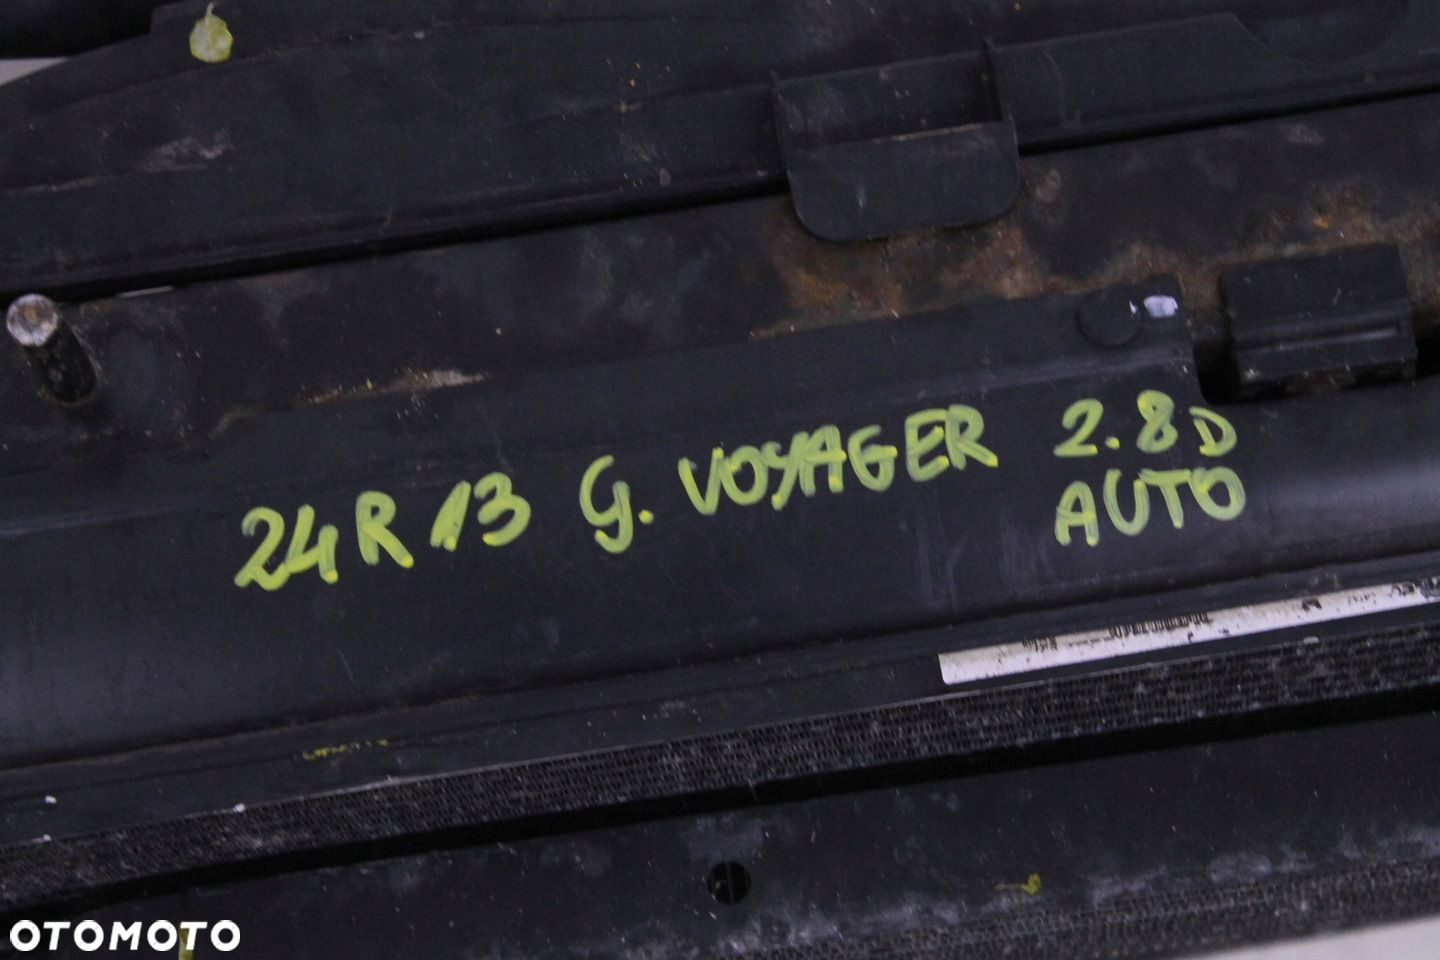 24R13 G. VOYAGER 2.8D
AUTO
OTOMOTO